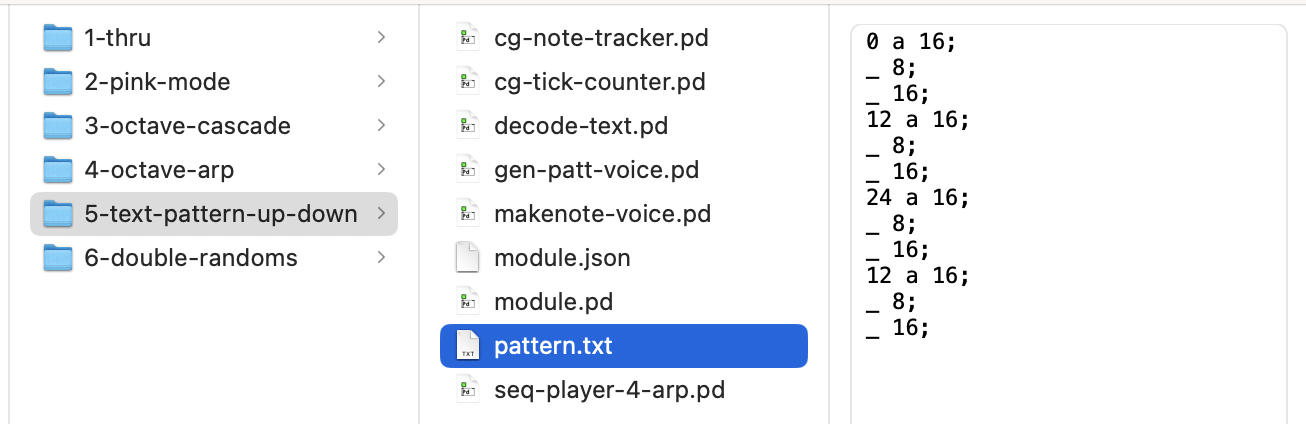 1-thru
2-pink-mode
3-octave-cascade
4-octave-arp
5-text-pattern-up-down
6-double-randoms
cg-note-tracker.pd
cg-tick-counter.pd
decode-text.pd
gen-patt-voice.pd
makenote-voice.pd
module.json
module.pd
TXT
pattern.txt
seq-player-4-arp.pd
0 a 16;
_ 8;
_ 16;
12 a 16;
_ 8;
_ 16;
24 a 16;
_ 8;
_ 16;
12 a 16;
_ 8;
_ 16;